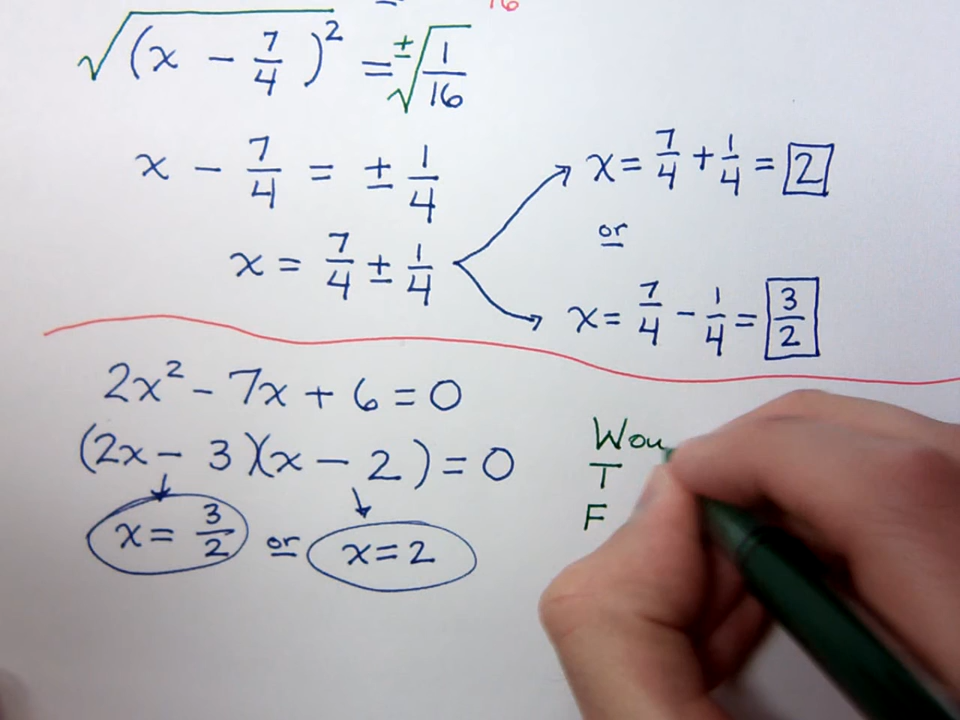 16
√(x - 7/4)² = ±√1/16
x - 7/4 = ± 1/4
x = 7/4 ± 1/4
x = 7/4 + 1/4 = 2
or
x = 7/4 - 1/4 = 3/2
2x² - 7x + 6 = 0
(2x - 3)(x - 2) = 0
x = 3/2 or x = 2
Wou
T
F